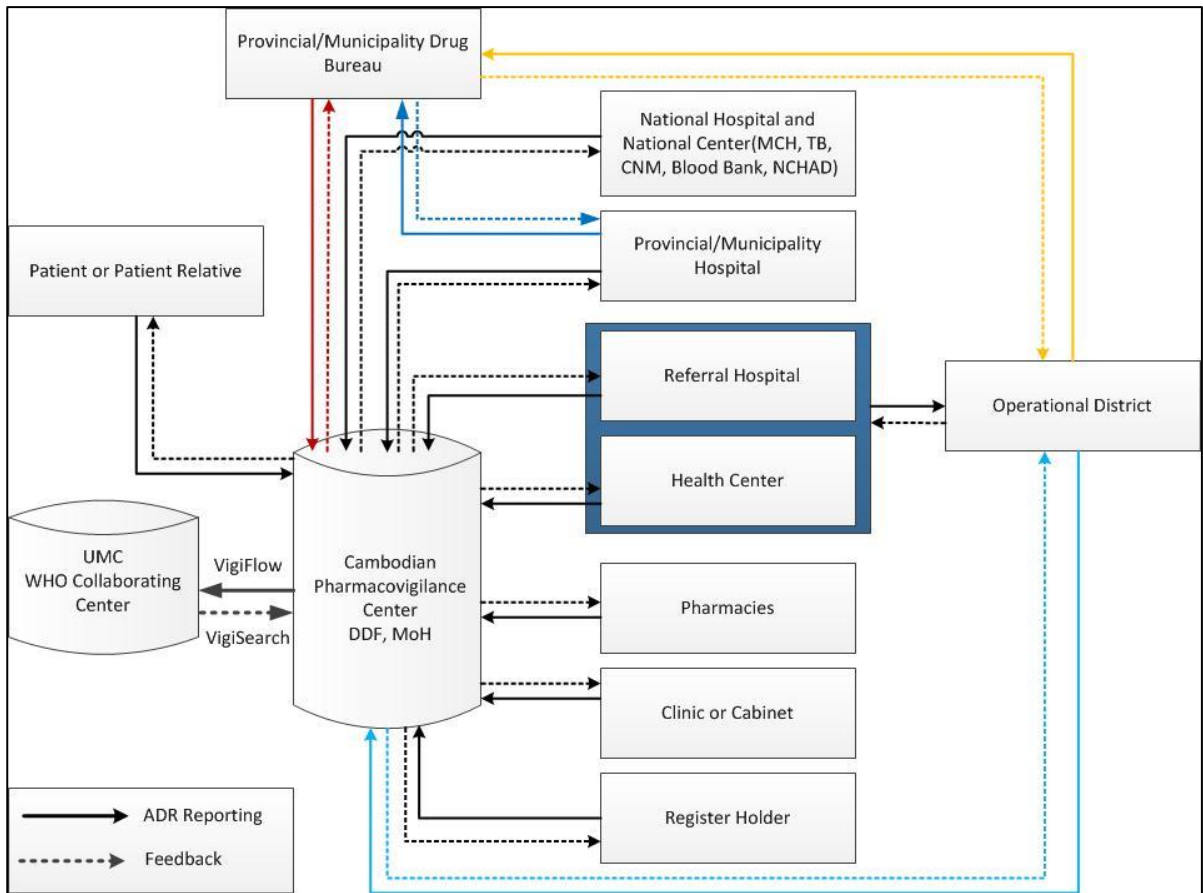 Provincial/Municipality Drug
Bureau
National Hospital and
National Center(MCH, TB,
CNM, Blood Bank, NCHAD)
Provincial/Municipality
Hospital
Patient or Patient Relative
Referral Hospital
Operational District
Health Center
UMC
WHO Collaborating
Center
VigiFlow
VigiSearch
Cambodian
Pharmacovigilance
Center
DDF, MoH
Pharmacies
Clinic or Cabinet
Register Holder
ADR Reporting
Feedback